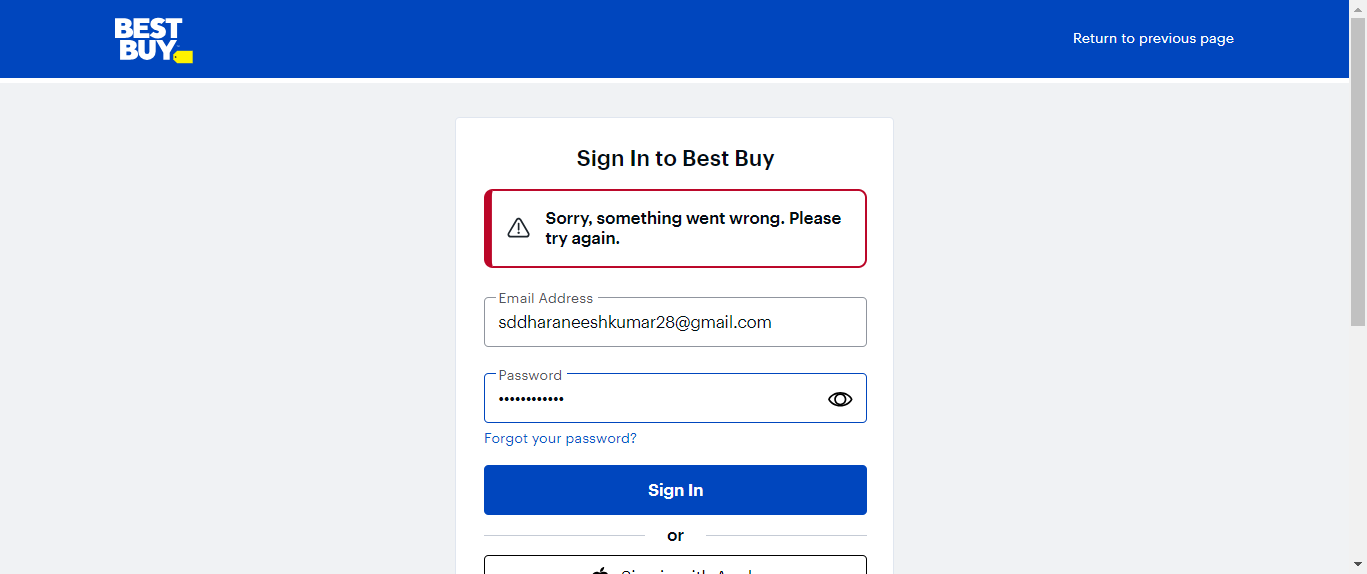 BEST
BUY
Return to previous page
Sign In to Best Buy
Sorry, something went wrong. Please
try again.
Email Address
sddharaneeshkumar28@gmail.com
Password
••••••••••••
Forgot your password?
Sign In
or